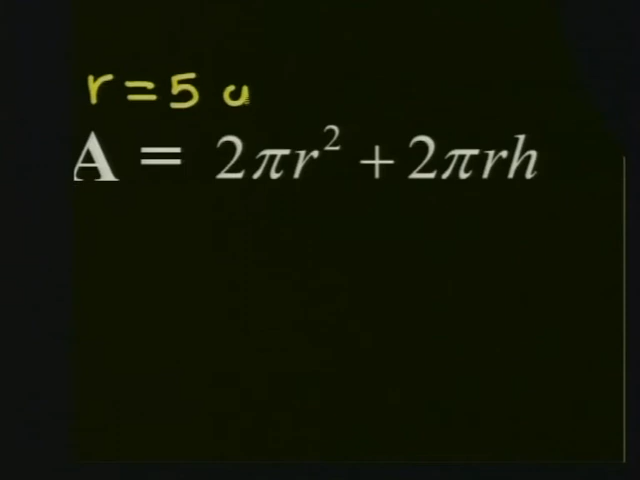 r = 5 u
A = 2πr² + 2πrh